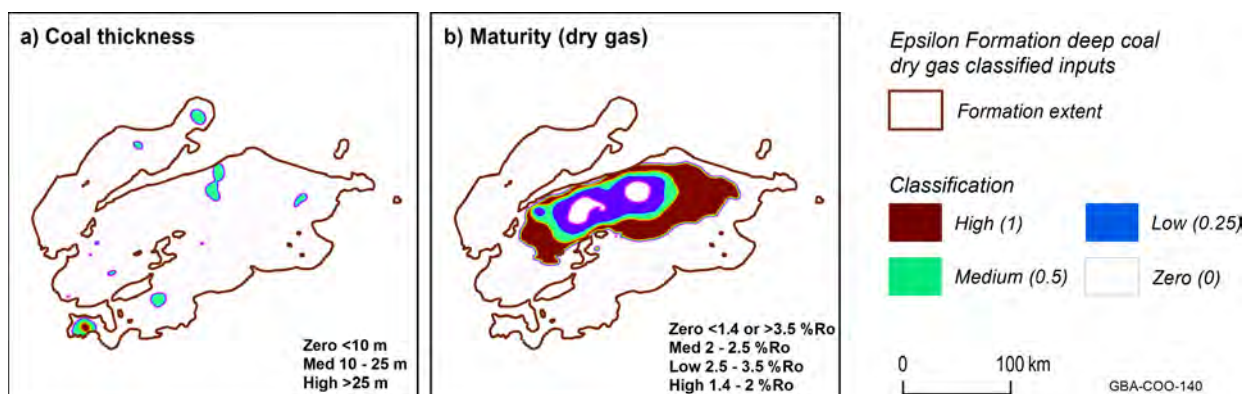 a) Coal thickness
Zero <10 m
Med 10 - 25 m
High >25 m
b) Maturity (dry gas)
Zero <1.4 or >3.5 %Ro
Med 2 - 2.5 %Ro
Low 2.5 - 3.5 %Ro
High 1.4 - 2 %Ro
Epsilon Formation deep coal
dry gas classified inputs
Formation extent
Classification
High (1)
Low (0.25)
Medium (0.5)
Zero (0)
0 100 km
GBA-COO-140